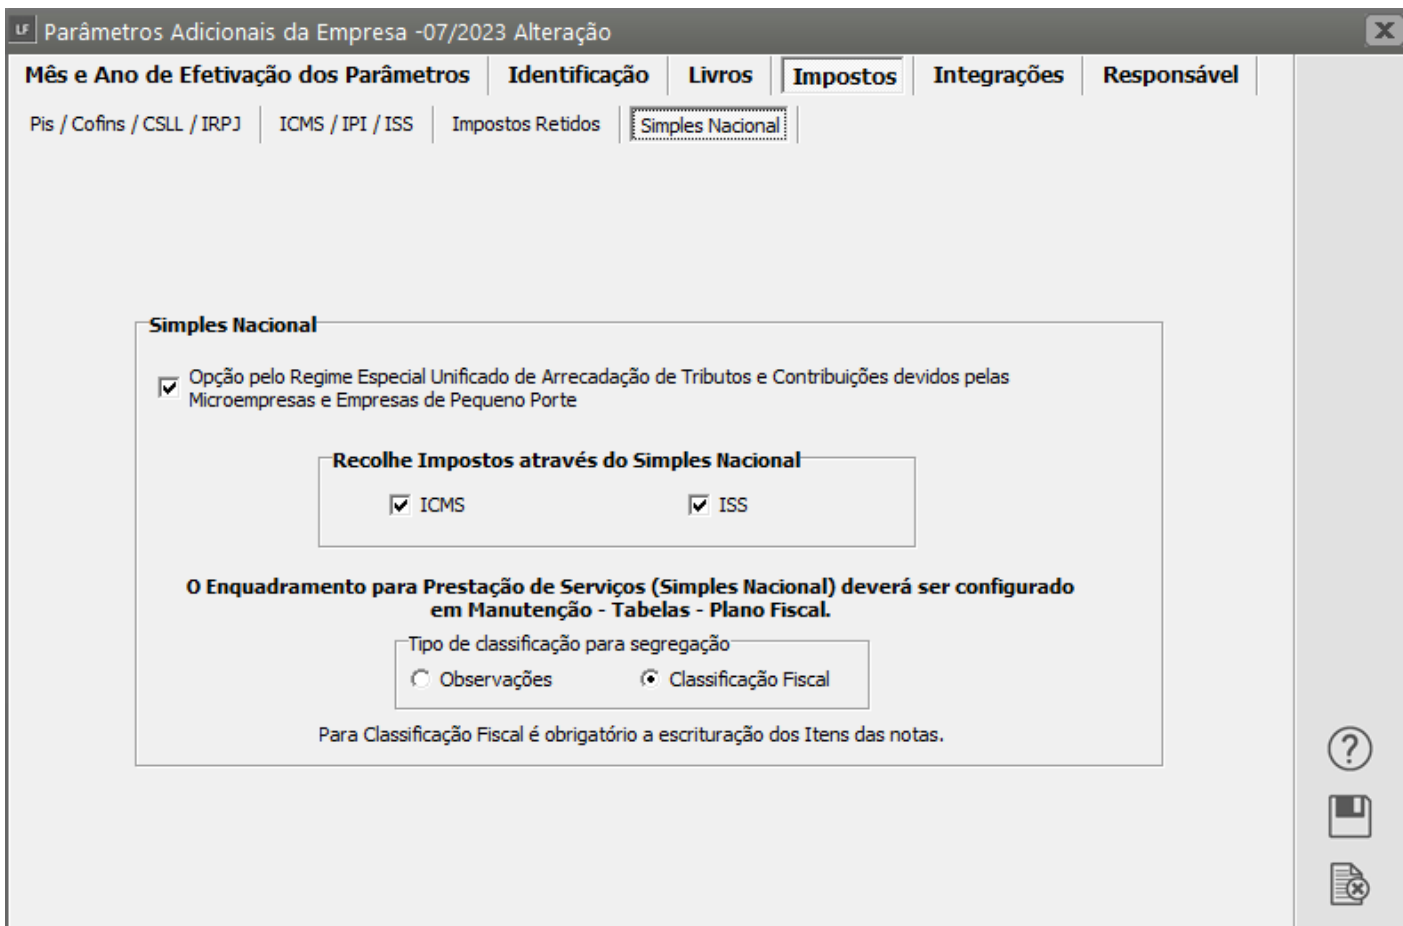 LF Parâmetros Adicionais da Empresa -07/2023 Alteração
Mês e Ano de Efetivação dos Parâmetros Identificação Livros Impostos Integrações Responsável
Pis / Cofins / CSLL / IRPJ ICMS / IPI / ISS Impostos Retidos Simples Nacional
Simples Nacional
Opção pelo Regime Especial Unificado de Arrecadação de Tributos e Contribuições devidos pelas
Microempresas e Empresas de Pequeno Porte
Recolhe Impostos através do Simples Nacional
ICMS ISS
O Enquadramento para Prestação de Serviços (Simples Nacional) deverá ser configurado
em Manutenção - Tabelas - Plano Fiscal.
Tipo de classificação para segregação
Observações Classificação Fiscal
Para Classificação Fiscal é obrigatório a escrituração dos Itens das notas.